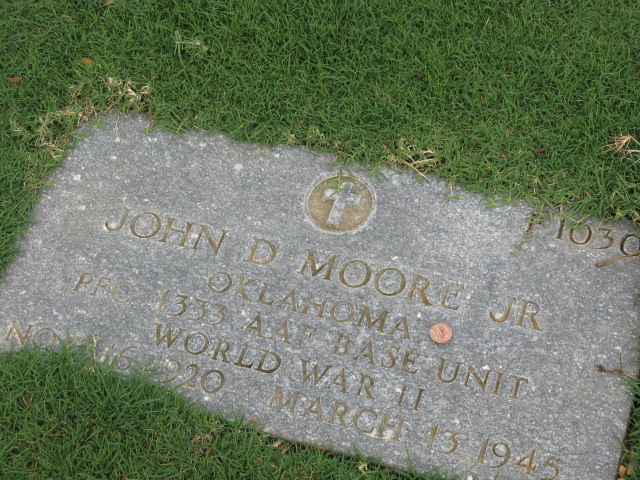 F 1030
JOHN D MOORE JR
OKLAHOMA
PFC 1333 AAF BASE UNIT
WORLD WAR II
NOV 16 1920 MARCH 13 1945